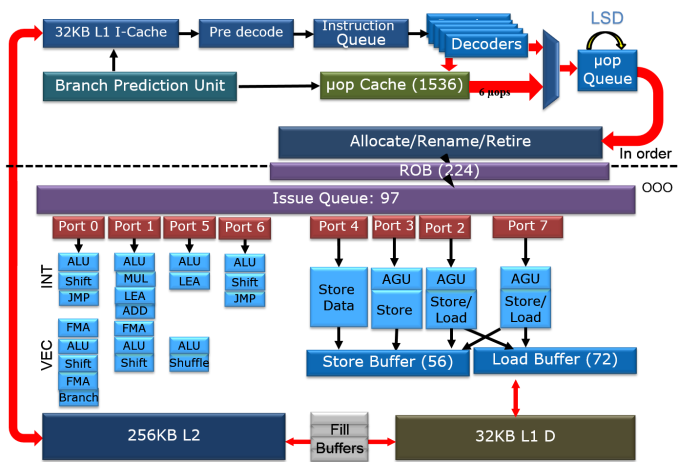 LSD
32KB L1 I-Cache
Pre decode
Instruction
Queue
Decoders
µop
Queue
Branch Prediction Unit
µop Cache (1536)
6 µops
Allocate/Rename/Retire
In order
ROB (224)
OOO
Issue Queue: 97
Port 0
Port 1
Port 5
Port 6
Port 4
Port 3
Port 2
Port 7
INT
ALU
Shift
JMP
ALU
MUL
LEA
ADD
ALU
LEA
ALU
Shift
JMP
Store
Data
AGU
Store
AGU
Store/
Load
AGU
Store/
Load
VEC
FMA
ALU
Shift
FMA
Branch
FMA
ALU
Shift
ALU
Shuffle
Store Buffer (56)
Load Buffer (72)
256KB L2
Fill
Buffers
32KB L1 D